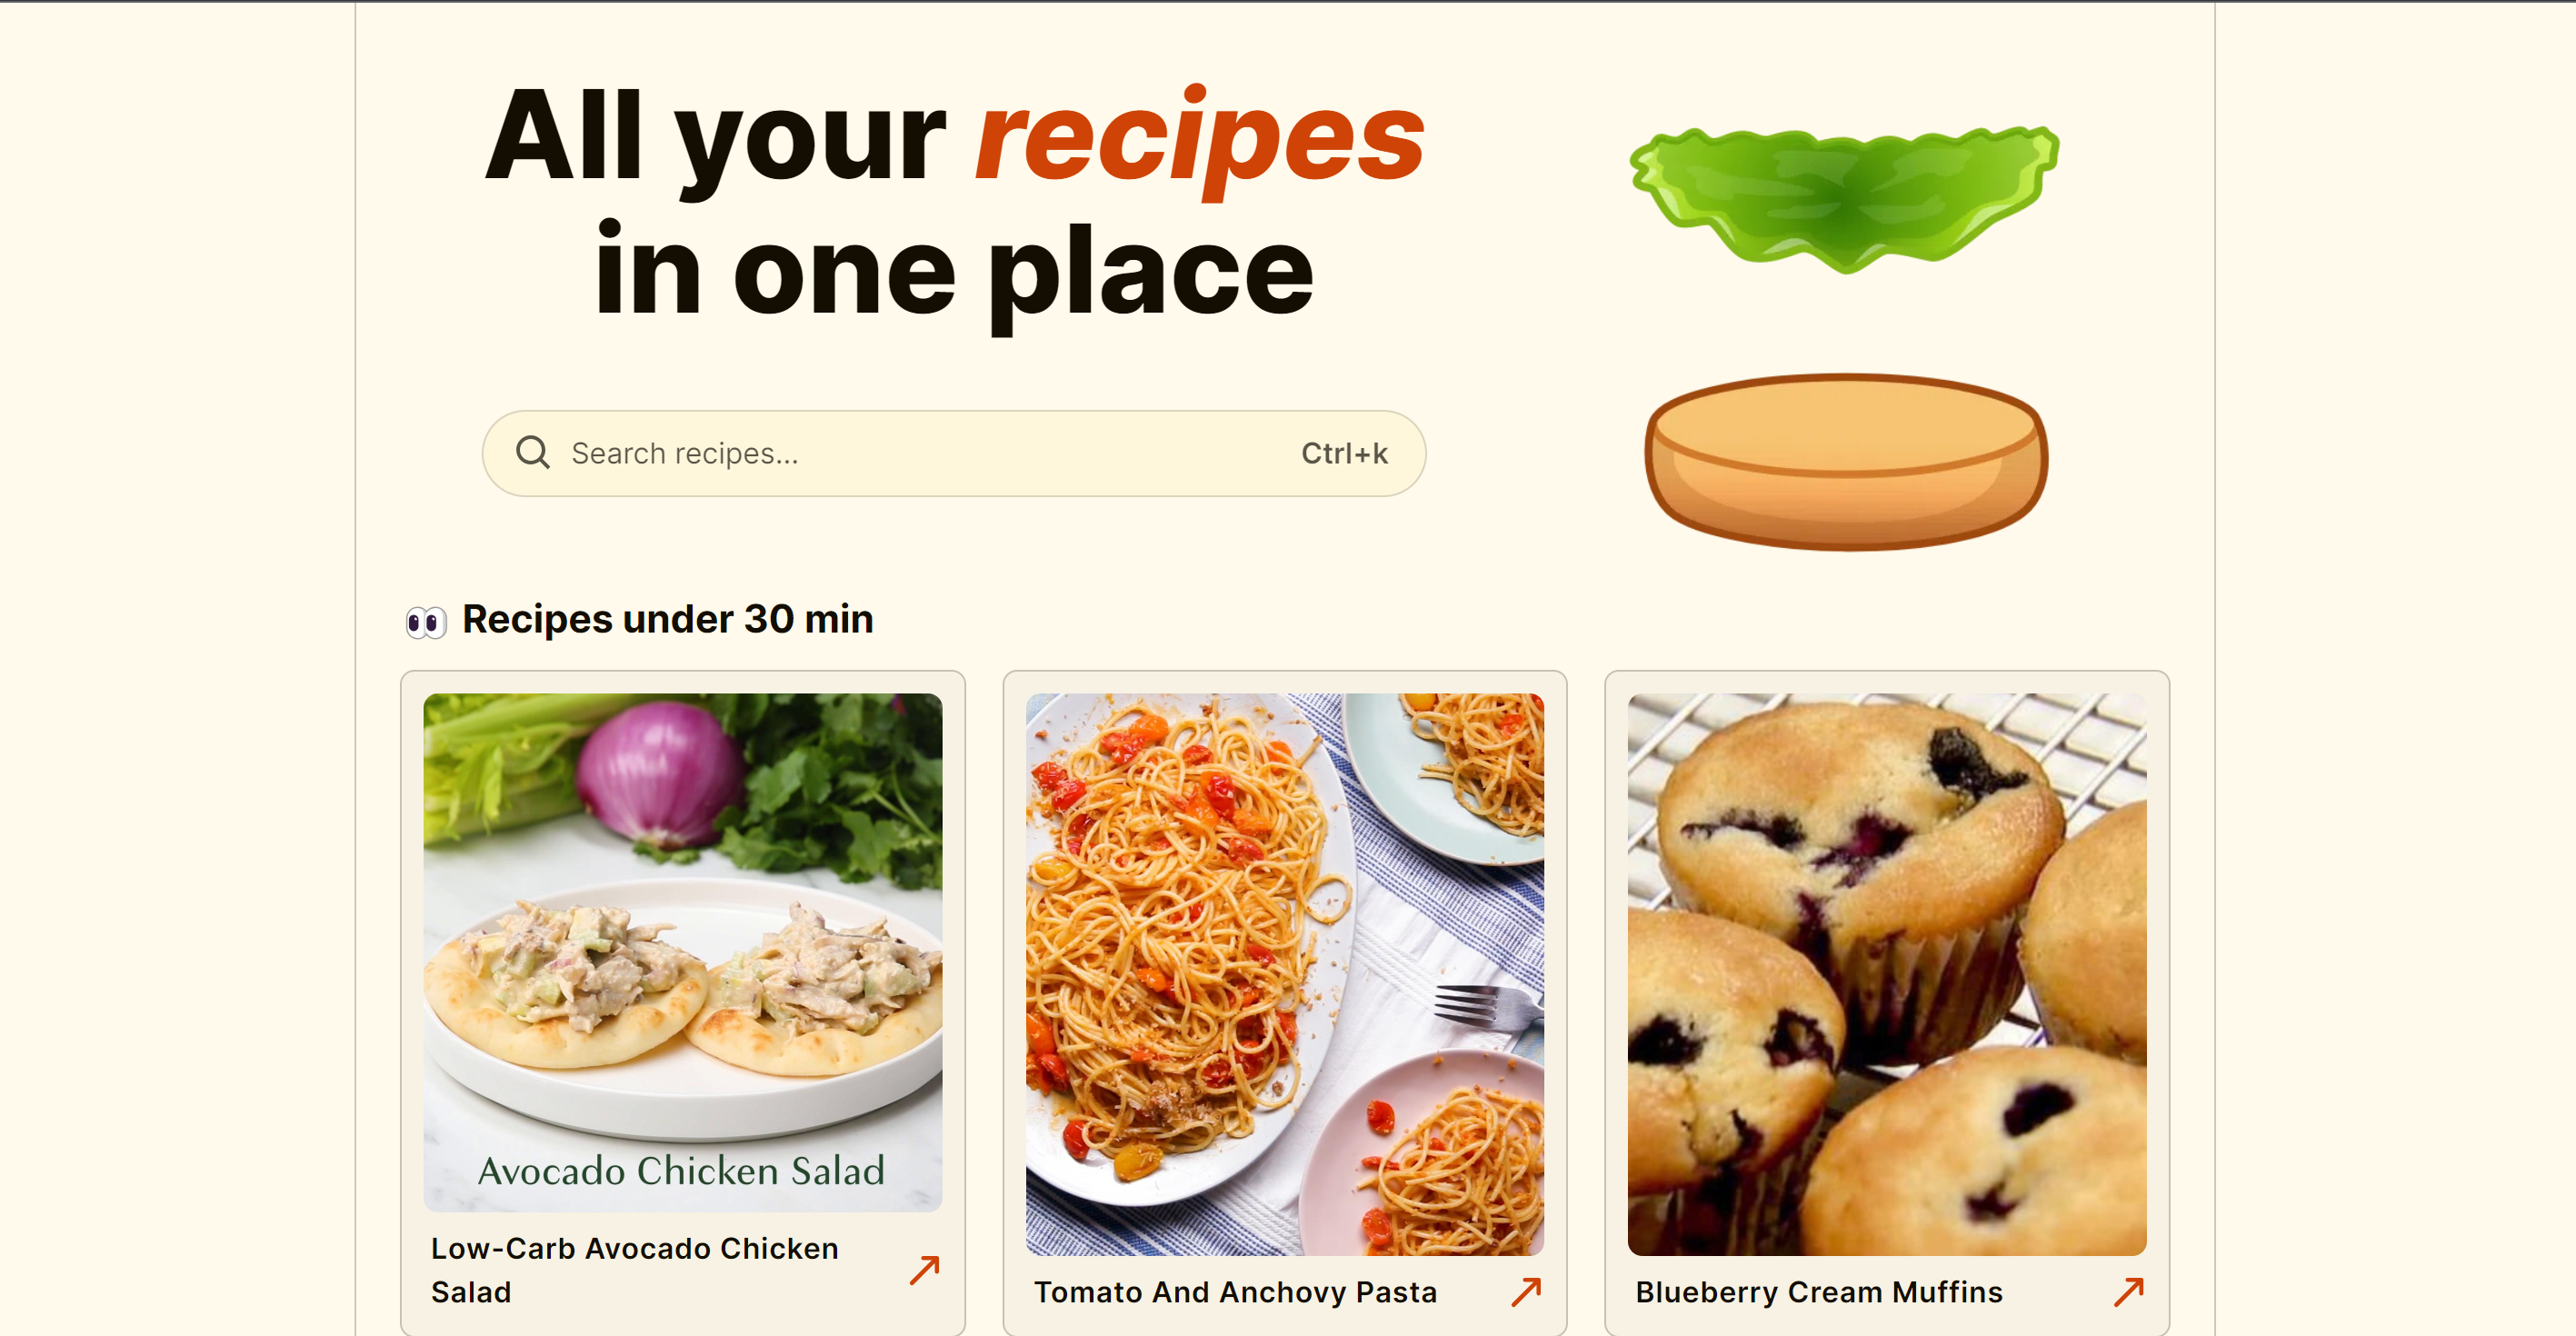 All your recipes
in one place
Search recipes...
Ctrl+k
👀 Recipes under 30 min
Avocado Chicken Salad
Low-Carb Avocado Chicken
Salad
Tomato And Anchovy Pasta
Blueberry Cream Muffins